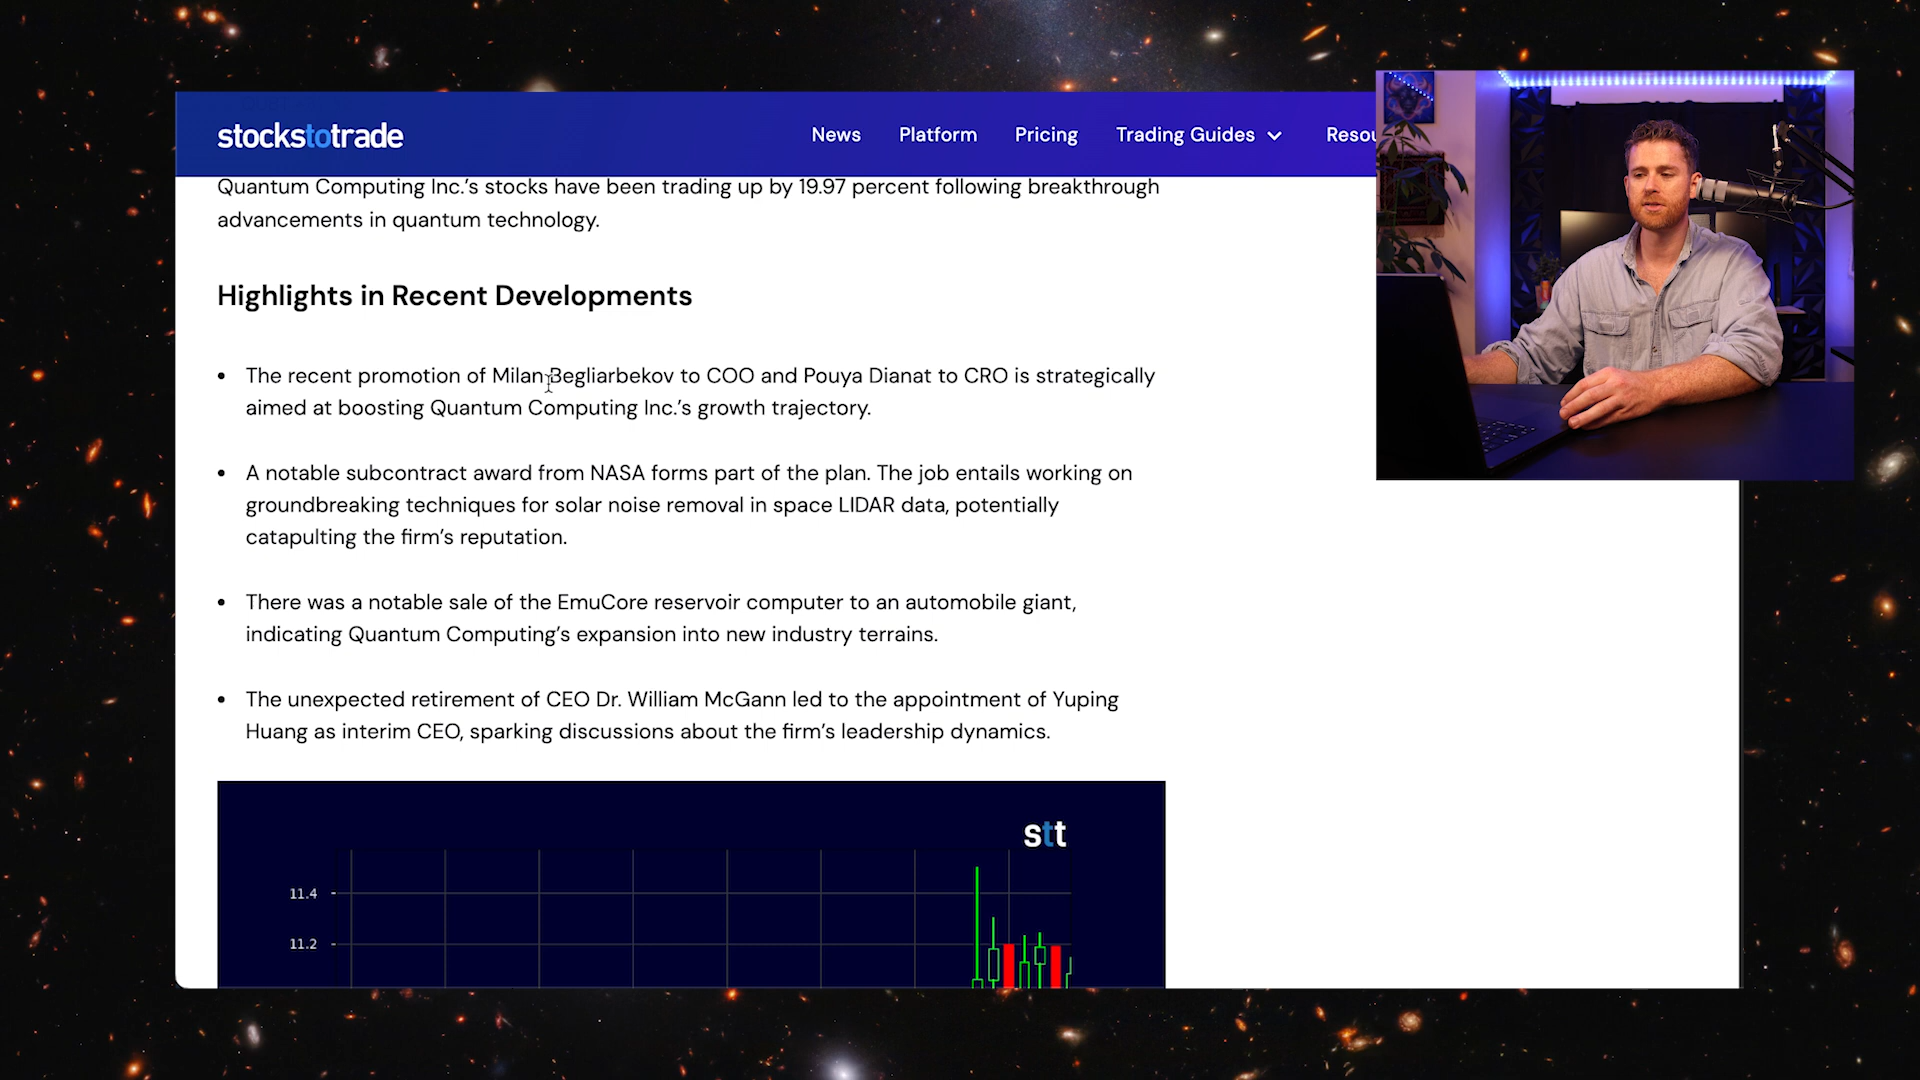 stockstotrade
News Platform Pricing Trading Guides Resou
Quantum Computing Inc.'s stocks have been trading up by 19.97 percent following breakthrough
advancements in quantum technology.
Highlights in Recent Developments
• The recent promotion of Milan Begliarbekov to COO and Pouya Dianat to CRO is strategically
aimed at boosting Quantum Computing Inc.'s growth trajectory.
• A notable subcontract award from NASA forms part of the plan. The job entails working on
groundbreaking techniques for solar noise removal in space LIDAR data, potentially
catapulting the firm's reputation.
• There was a notable sale of the EmuCore reservoir computer to an automobile giant,
indicating Quantum Computing's expansion into new industry terrains.
• The unexpected retirement of CEO Dr. William McGann led to the appointment of Yuping
Huang as interim CEO, sparking discussions about the firm's leadership dynamics.
stt
11.4
11.2